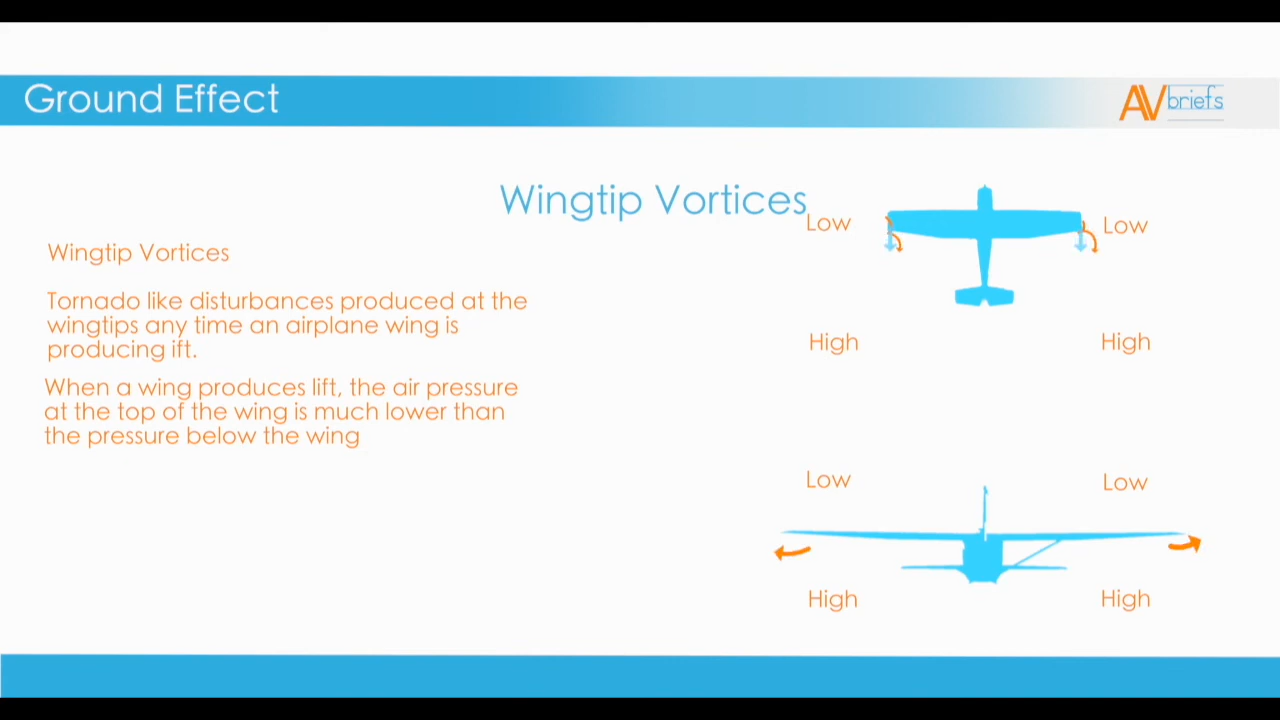 Ground Effect
AV briefs
Wingtip Vortices
Low
Low
Wingtip Vortices
Tornado like disturbances produced at the
wingtips any time an airplane wing is
producing ift.
High
High
When a wing produces lift, the air pressure
at the top of the wing is much lower than
the pressure below the wing
Low
Low
High
High